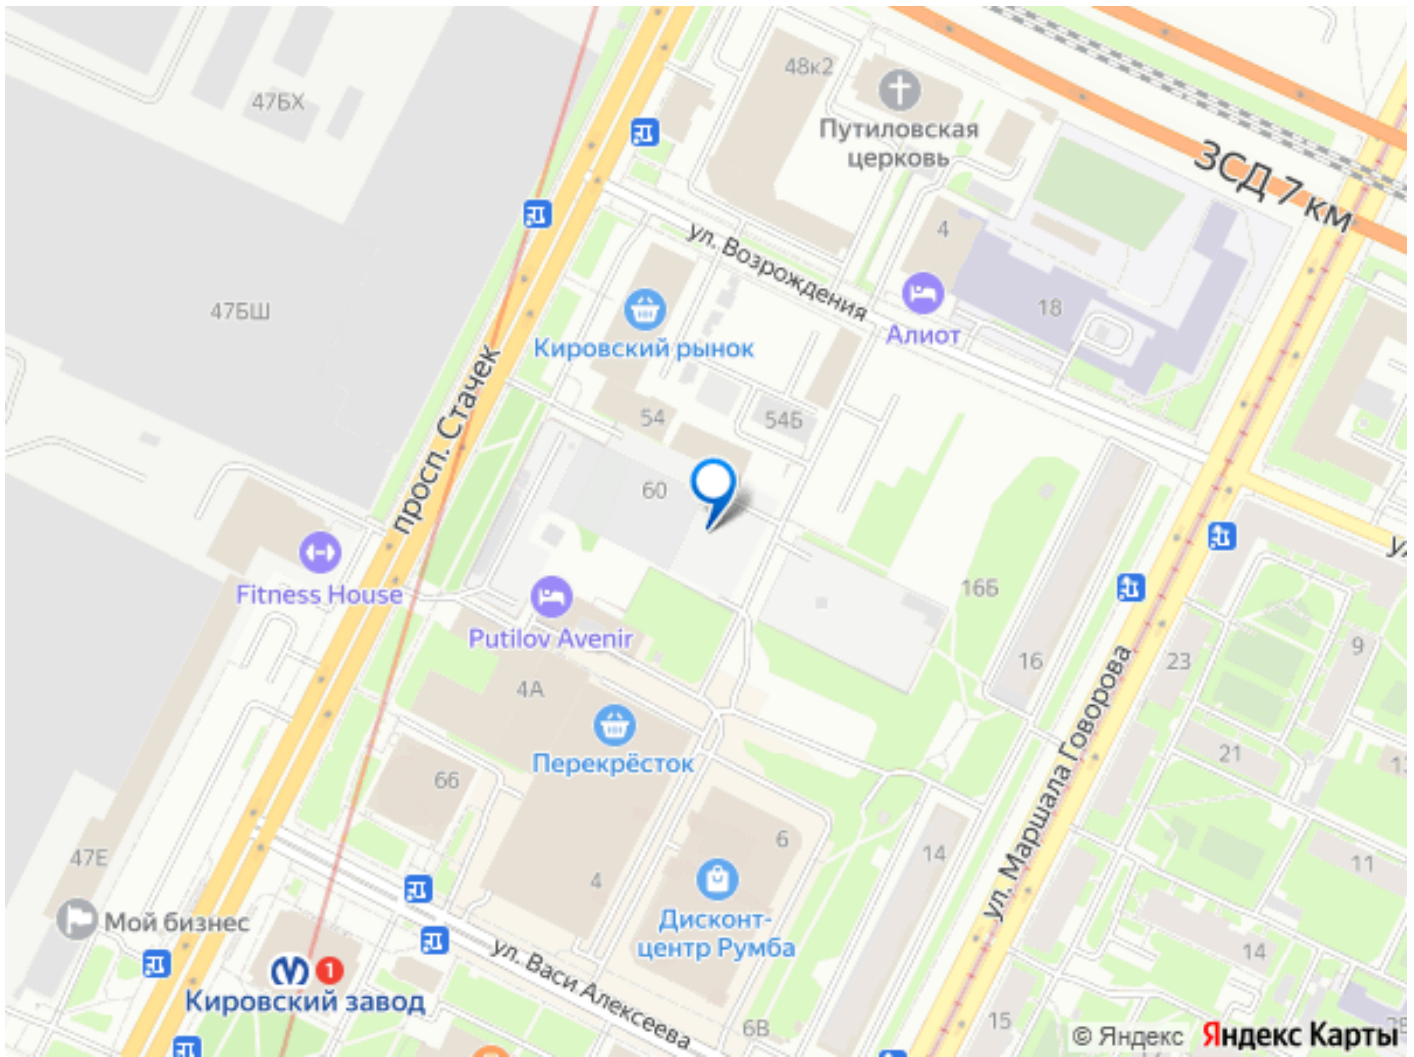 48к2
47БХ
Путиловская
церковь
ЗСД 7 км
ул. Возрождения
4
47БШ
18
Алиот
Кировский рынок
просп. Стачек
54
54Б
60
Fitness House
Putilov Avenir
16Б
16
23
9
4А
Перекрёсток
ул. Маршала Говорова
21
66
6
14
11
47Е
4
Дисконт-
центр Румба
Мой бизнес
ул. Васи Алексеева
14
1
Кировский завод
6В
15
© Яндекс Яндекс Карты